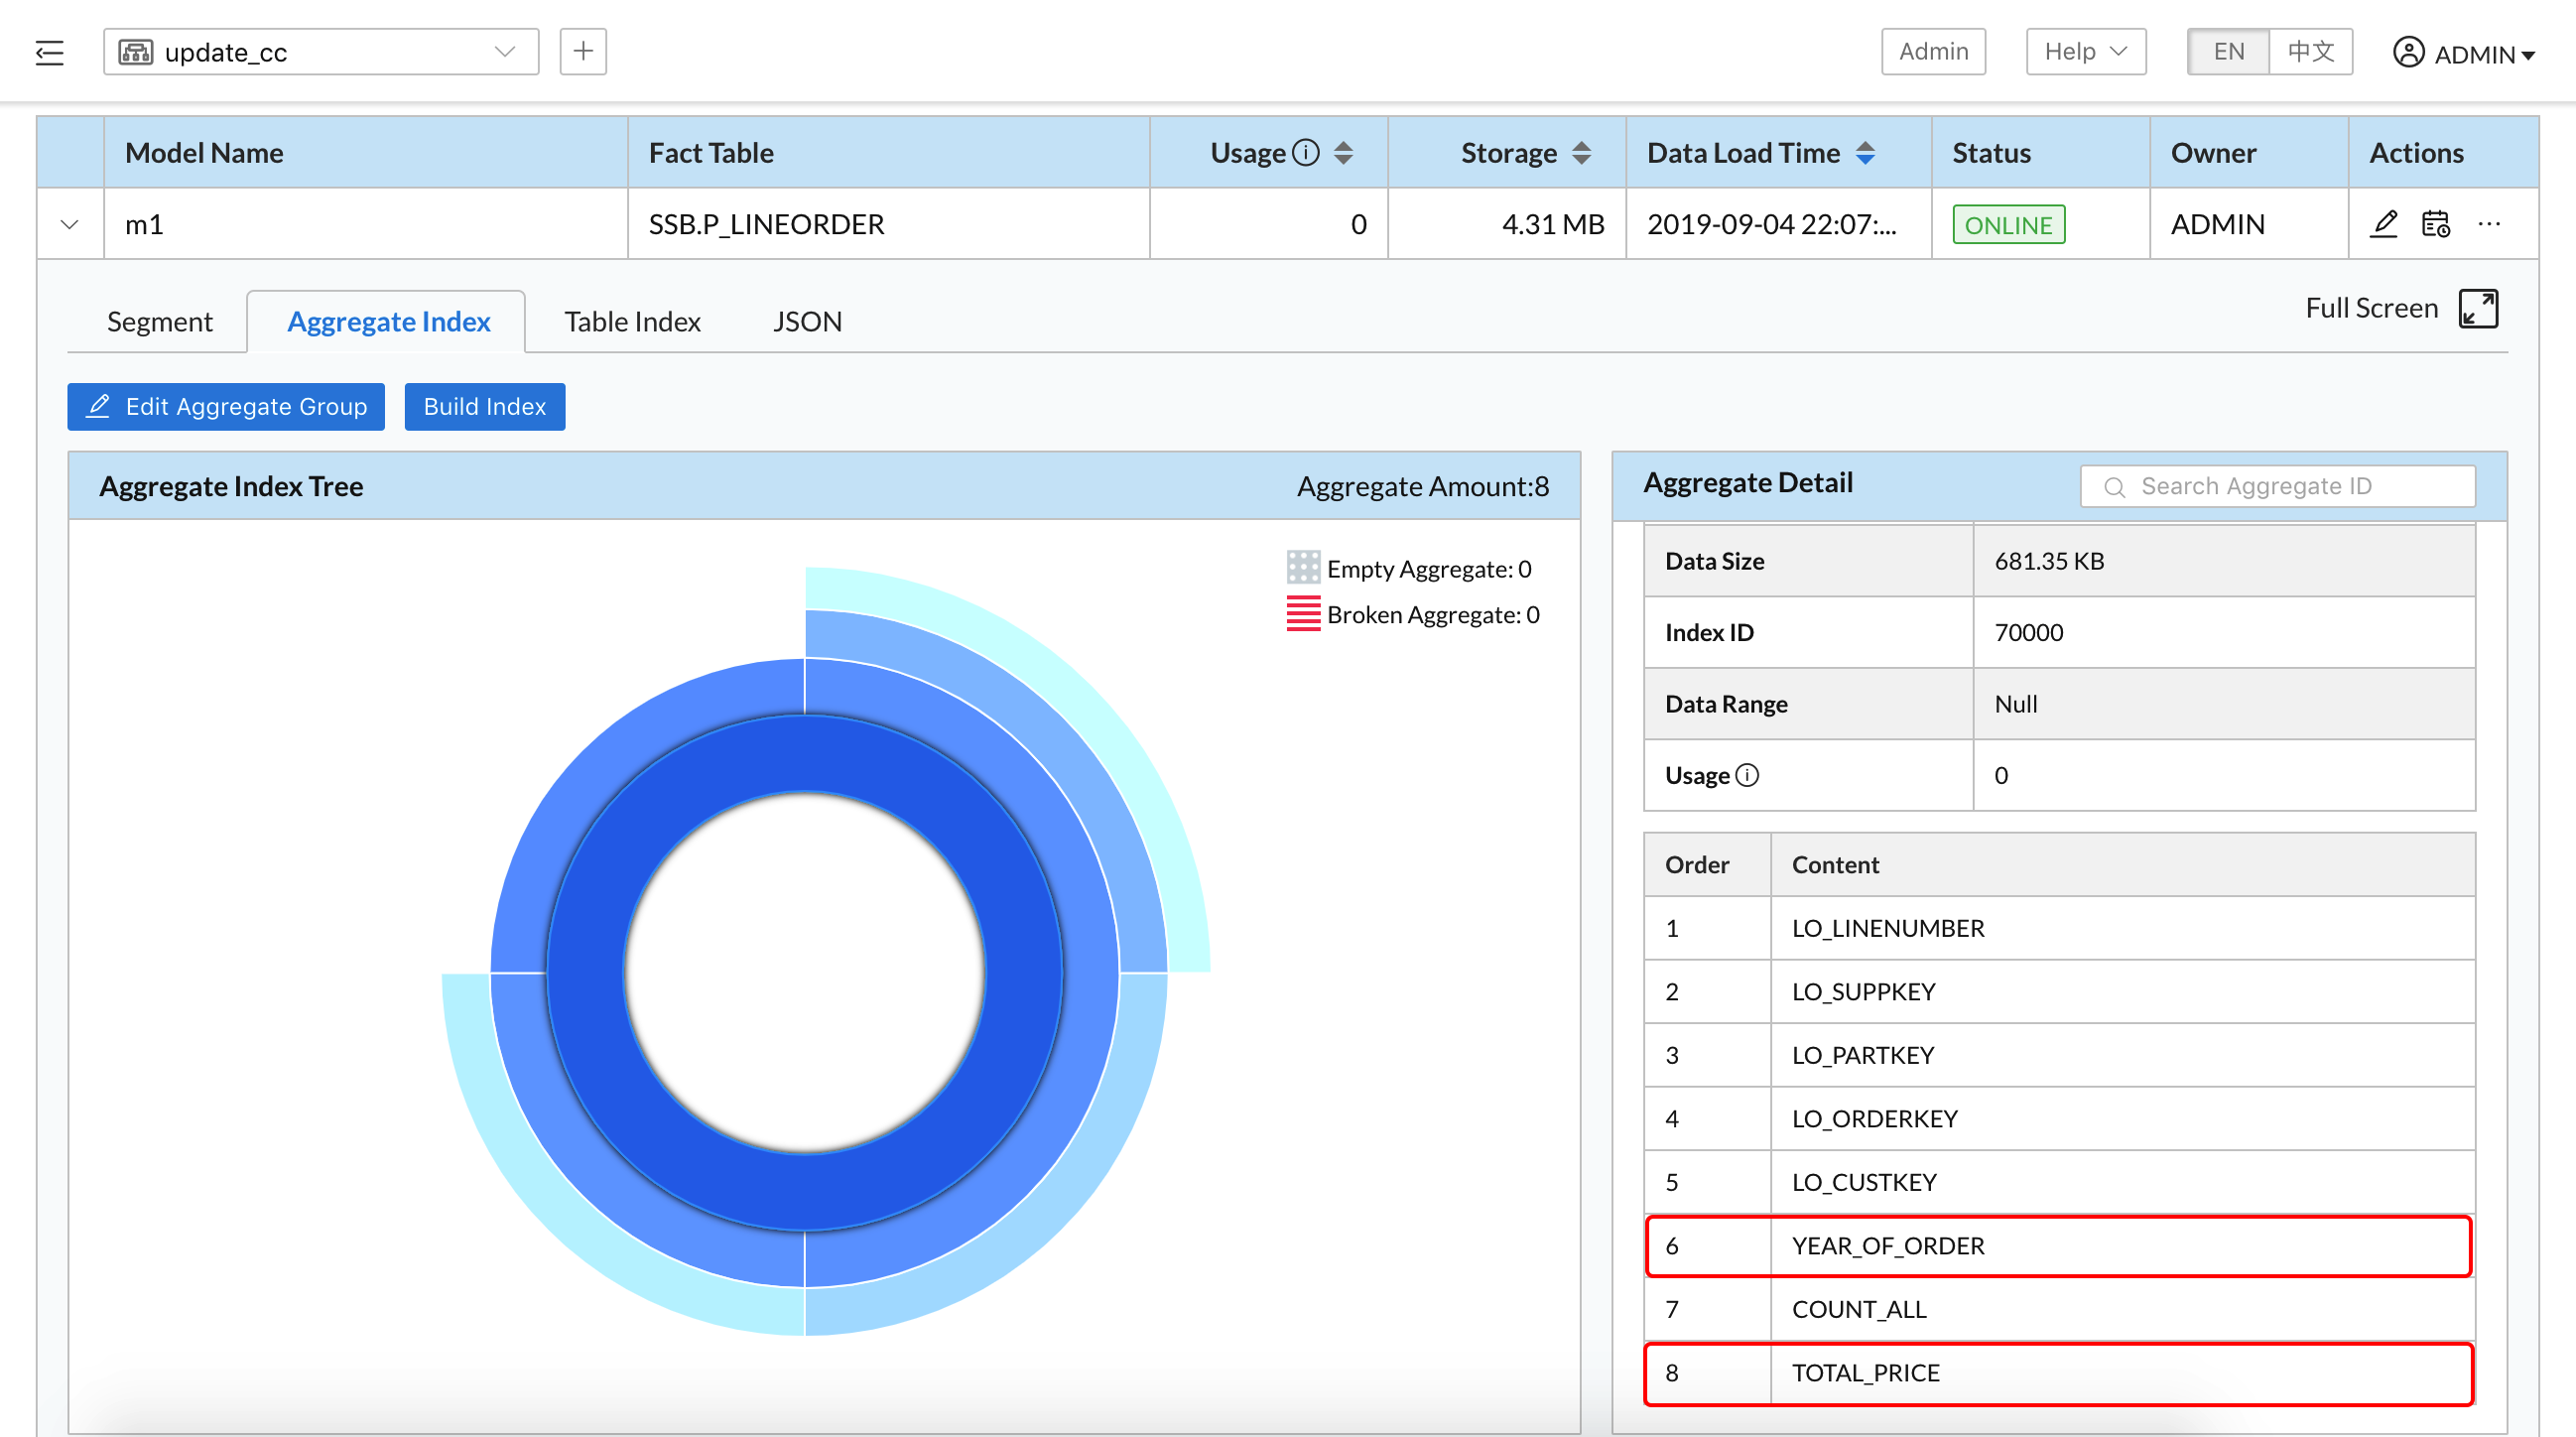 update_cc
Admin
Help
EN
中文
ADMIN
Model Name
Fact Table
Usage
Storage
Data Load Time
Status
Owner
Actions
m1
SSB.P_LINEORDER
0
4.31 MB
2019-09-04 22:07:...
ONLINE
ADMIN
Segment
Aggregate Index
Table Index
JSON
Full Screen
Edit Aggregate Group
Build Index
Aggregate Index Tree
Aggregate Amount:8
Empty Aggregate: 0
Broken Aggregate: 0
Aggregate Detail
Search Aggregate ID
Data Size 681.35 KB
Index ID 70000
Data Range Null
Usage 0
Order Content
1 LO_LINENUMBER
2 LO_SUPPKEY
3 LO_PARTKEY
4 LO_ORDERKEY
5 LO_CUSTKEY
6 YEAR_OF_ORDER
7 COUNT_ALL
8 TOTAL_PRICE